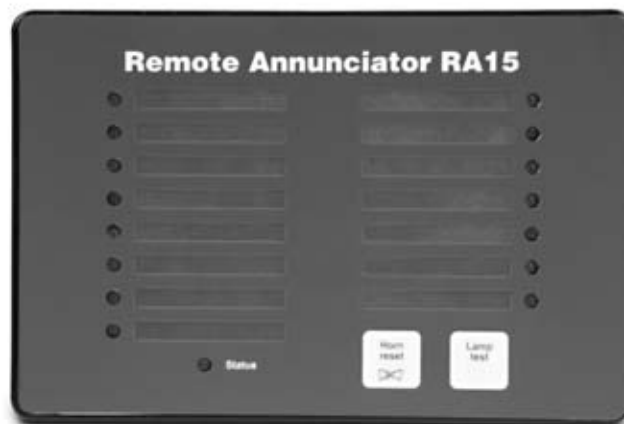 Remote Annunciator RA15
Status
Horn
reset
Lamp
test